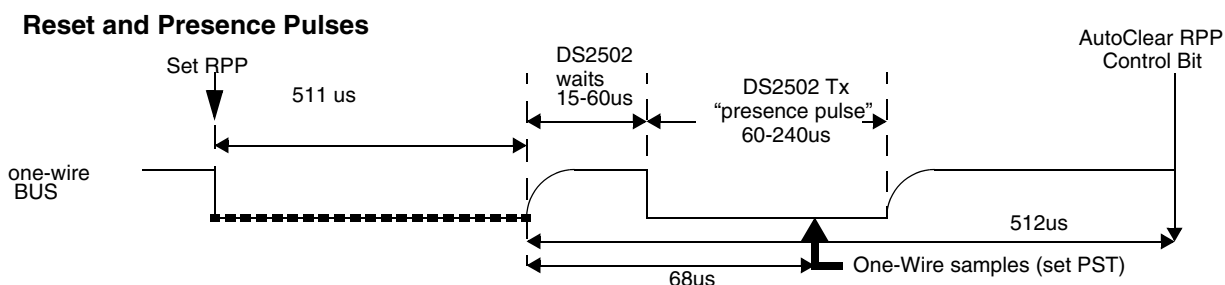 Reset and Presence Pulses
Set RPP
511 us
DS2502
waits
15-60us
DS2502 Tx
“presence pulse”
60-240us
AutoClear RPP
Control Bit
one-wire
BUS
512us
68us
One-Wire samples (set PST)